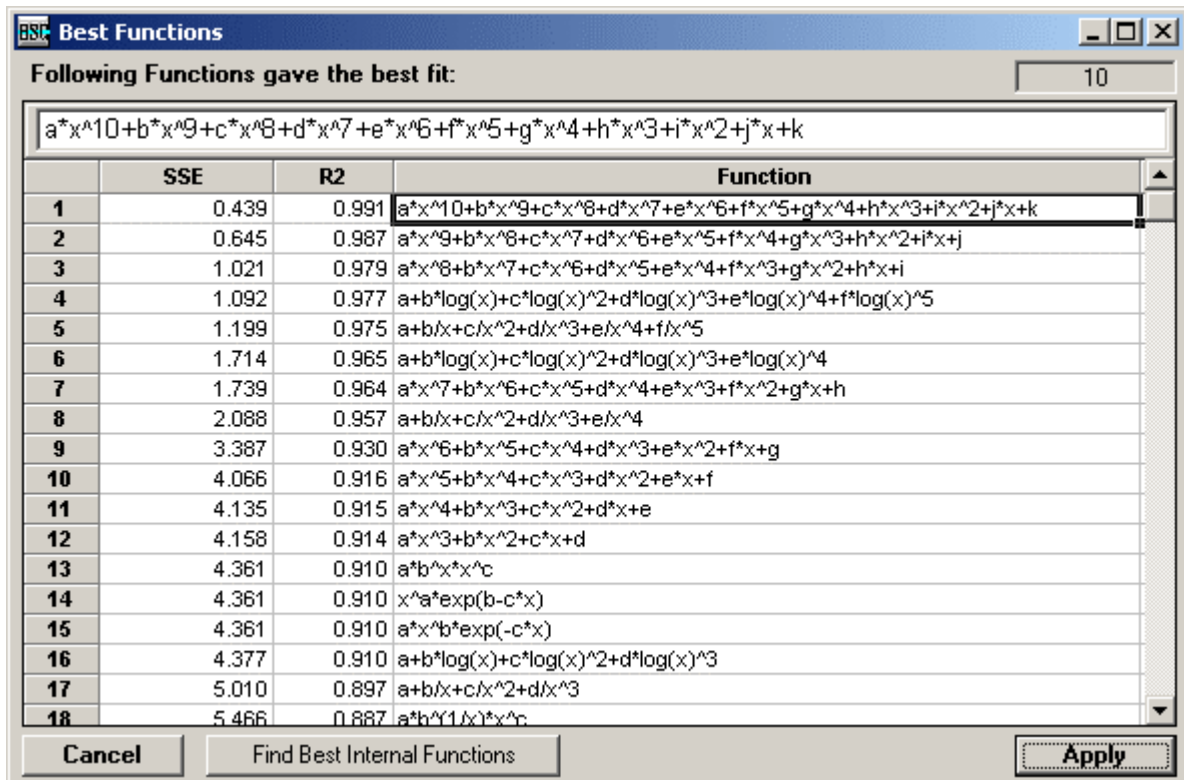 BSC Best Functions
Following Functions gave the best fit: 10
a*x^10+b*x^9+c*x^8+d*x^7+e*x^6+f*x^5+g*x^4+h*x^3+i*x^2+j*x+k
SSE R2 Function
1 0.439 0.991 a*x^10+b*x^9+c*x^8+d*x^7+e*x^6+f*x^5+g*x^4+h*x^3+i*x^2+j*x+k
2 0.645 0.987 a*x^9+b*x^8+c*x^7+d*x^6+e*x^5+f*x^4+g*x^3+h*x^2+i*x+j
3 1.021 0.979 a*x^8+b*x^7+c*x^6+d*x^5+e*x^4+f*x^3+g*x^2+h*x+i
4 1.092 0.977 a+b*log(x)+c*log(x)^2+d*log(x)^3+e*log(x)^4+f*log(x)^5
5 1.199 0.975 a+b/x+c/x^2+d/x^3+e/x^4+f/x^5
6 1.714 0.965 a+b*log(x)+c*log(x)^2+d*log(x)^3+e*log(x)^4
7 1.739 0.964 a*x^7+b*x^6+c*x^5+d*x^4+e*x^3+f*x^2+g*x+h
8 2.088 0.957 a+b/x+c/x^2+d/x^3+e/x^4
9 3.387 0.930 a*x^6+b*x^5+c*x^4+d*x^3+e*x^2+f*x+g
10 4.066 0.916 a*x^5+b*x^4+c*x^3+d*x^2+e*x+f
11 4.135 0.915 a*x^4+b*x^3+c*x^2+d*x+e
12 4.158 0.914 a*x^3+b*x^2+c*x+d
13 4.361 0.910 a*b^x*x^c
14 4.361 0.910 x^a*exp(b-c*x)
15 4.361 0.910 a*x^b*exp(-c*x)
16 4.377 0.910 a+b*log(x)+c*log(x)^2+d*log(x)^3
17 5.010 0.897 a+b/x+c/x^2+d/x^3
18 5.466 0.887 a*b^(1/x)*x^c
Cancel Find Best Internal Functions Apply